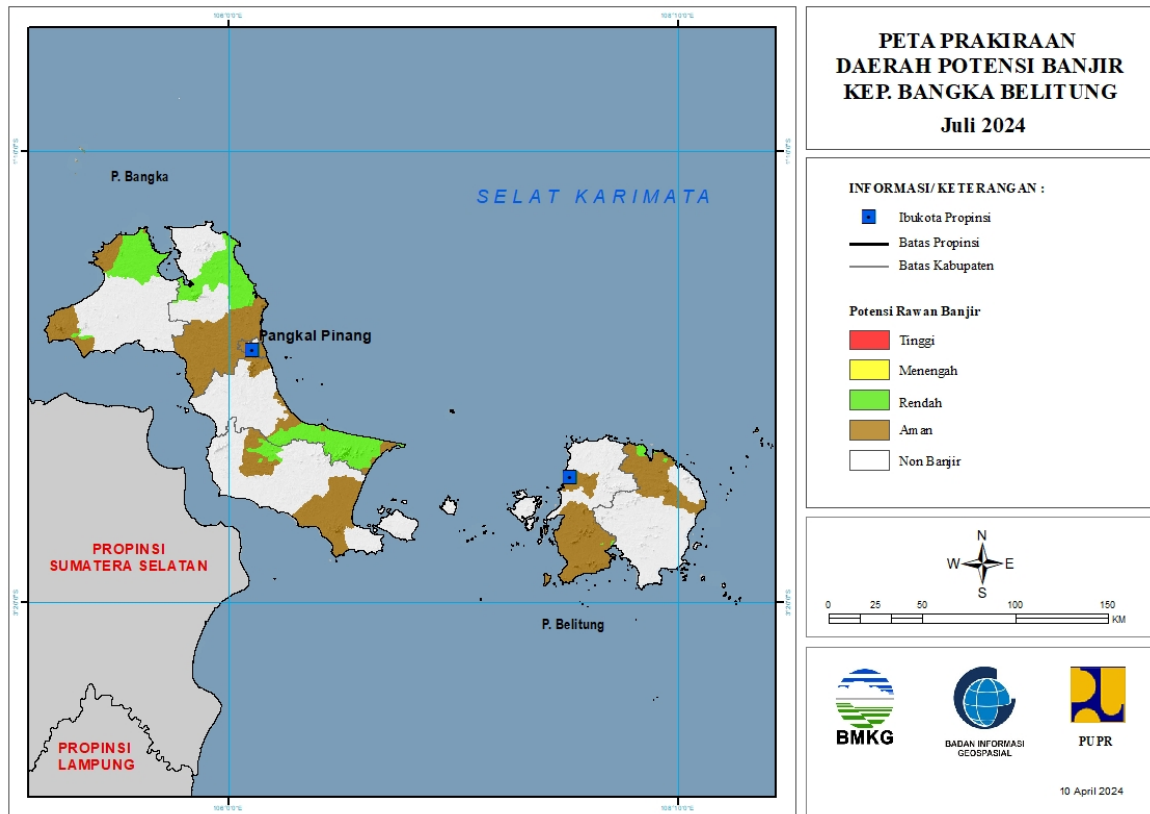 PETA PRAKIRAAN
DAERAH POTENSI BANJIR
KEP. BANGKA BELITUNG
Juli 2024
P. Bangka
SELAT KARIMATA
Pangkal Pinang
PROPINSI
SUMATERA SELATAN
P. Belitung
PROPINSI
LAMPUNG
INFORMASI/ KETERANGAN :
Ibukota Propinsi
Batas Propinsi
Batas Kabupaten
Potensi Rawan Banjir
Tinggi
Menengah
Rendah
Aman
Non Banjir
N
W E
S
0 25 50 100 150
KM
BMKG
BADAN INFORMASI
GEOSPASIAL
PUPR
10 April 2024